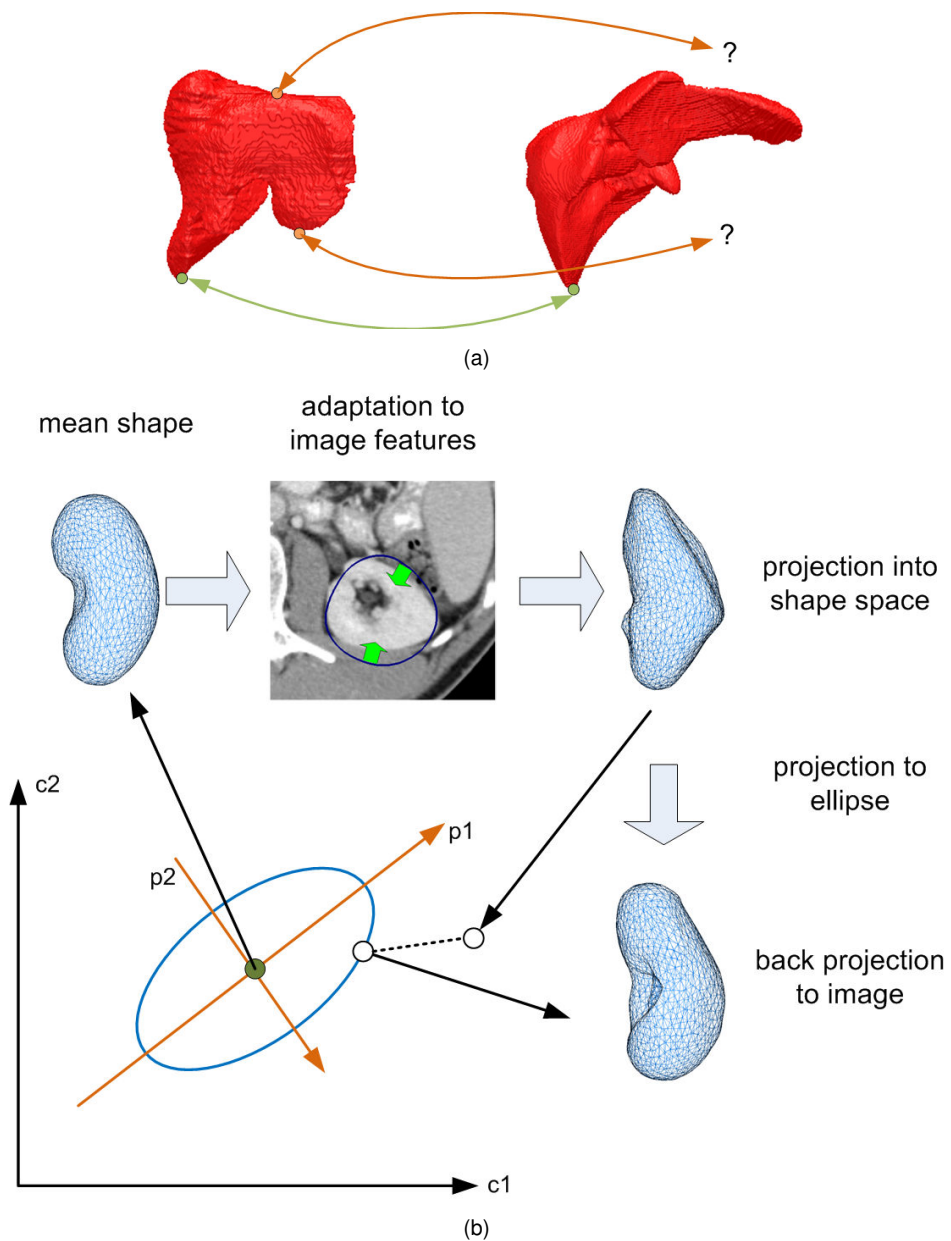 ?
?
(a)
mean shape
adaptation to
image features
projection into
shape space
projection to
ellipse
c2
p1
p2
back projection
to image
c1
(b)